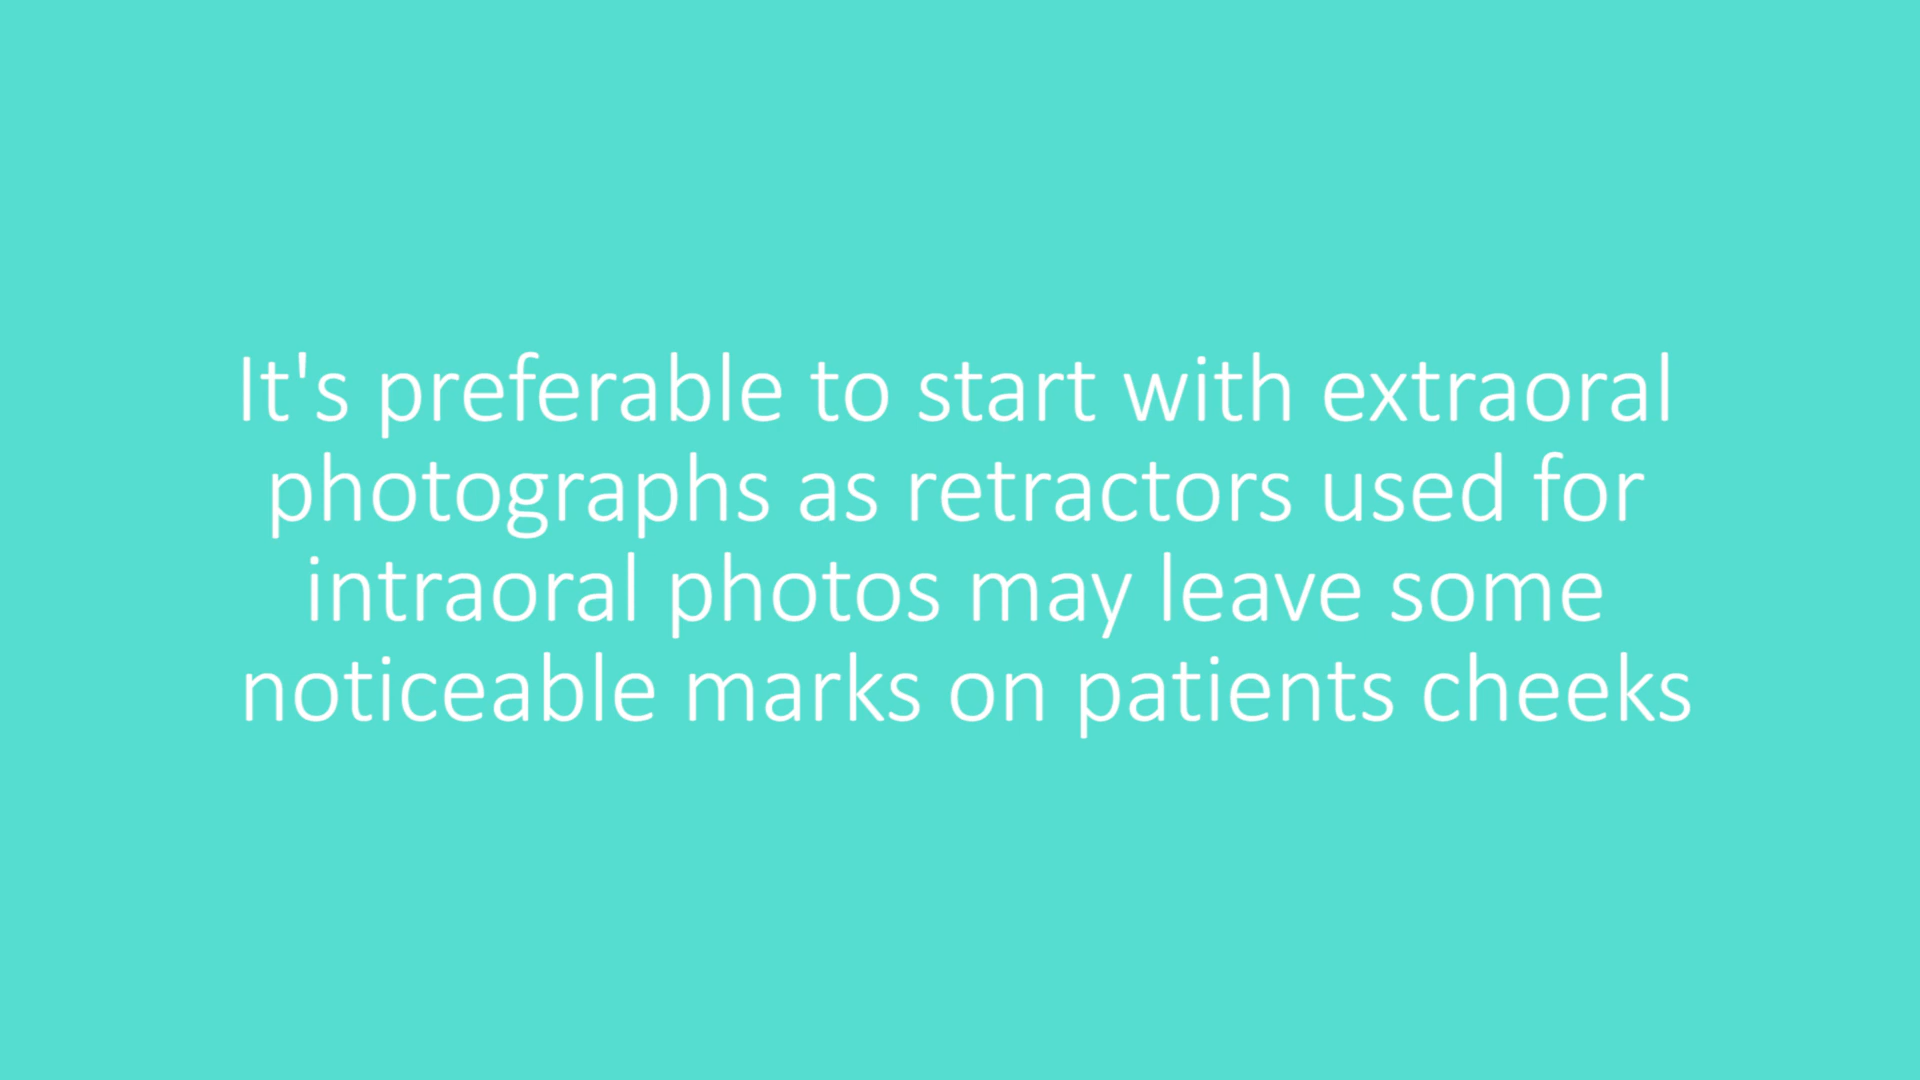 It's preferable to start with extraoral
photographs as retractors used for
intraoral photos may leave some
noticeable marks on patients cheeks